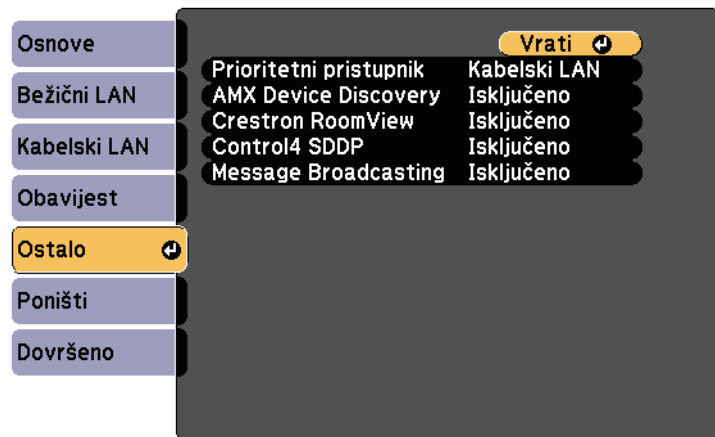 Osnove
Bežični LAN
Kabelski LAN
Obavijest
Ostalo
Poništi
Dovršeno
Vrati
Prioritetni pristupnik Kabelski LAN
AMX Device Discovery Isključeno
Crestron RoomView Isključeno
Control4 SDDP Isključeno
Message Broadcasting Isključeno